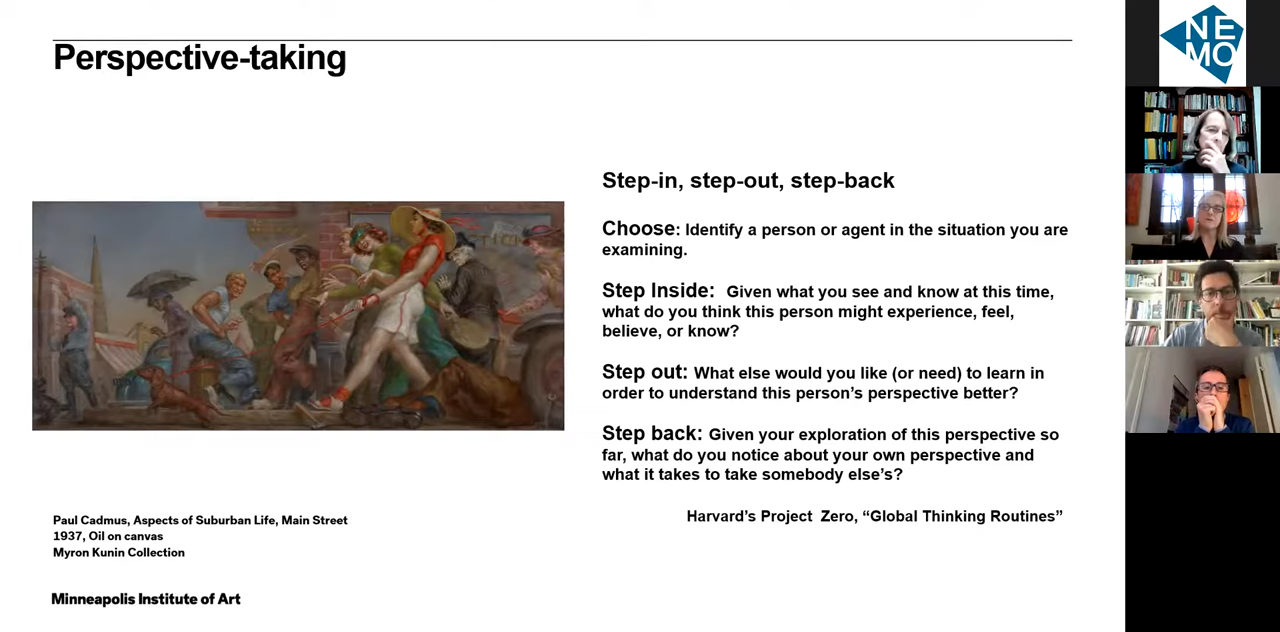 Perspective-taking
Step-in, step-out, step-back
Choose: Identify a person or agent in the situation you are
examining.
Step Inside: Given what you see and know at this time,
what do you think this person might experience, feel,
believe, or know?
Step out: What else would you like (or need) to learn in
order to understand this person’s perspective better?
Step back: Given your exploration of this perspective so
far, what do you notice about your own perspective and
what it takes to take somebody else’s?
Harvard’s Project Zero, “Global Thinking Routines”
Paul Cadmus, Aspects of Suburban Life, Main Street
1937, Oil on canvas
Myron Kunin Collection
Minneapolis Institute of Art
NE
MO